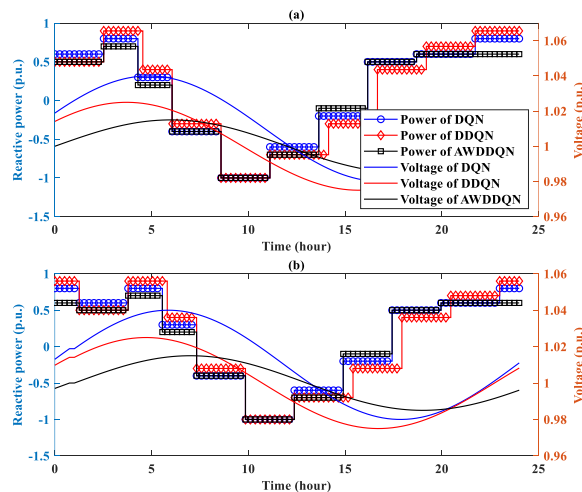 (a)
1
0.5
0
-0.5
-1
-1.5
Reactive power (p.u.)
1.06
1.04
1.02
1
0.98
0.96
Voltage (p.u.)
Power of DQN
Power of DDQN
Power of AWDDQN
Voltage of DQN
Voltage of DDQN
Voltage of AWDDQN
0 5 10 15 20 25
Time (hour)
(b)
1
0.5
0
-0.5
-1
-1.5
Reactive power (p.u.)
1.06
1.04
1.02
1
0.98
0.96
Voltage (p.u.)
0 5 10 15 20 25
Time (hour)